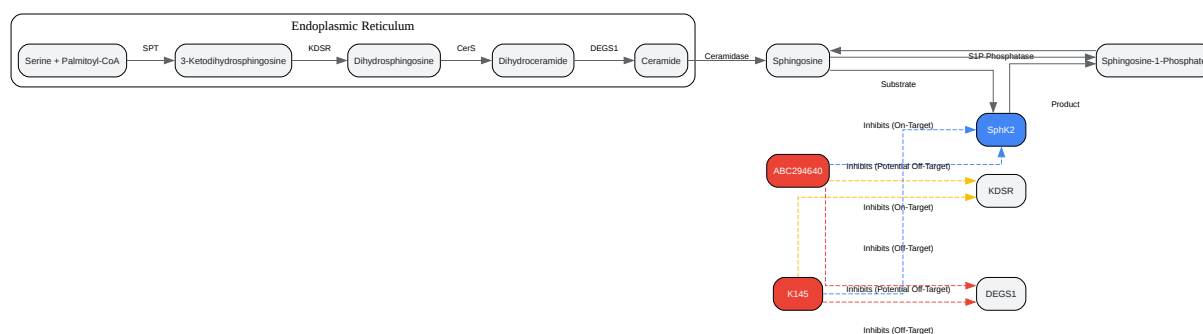 Endoplasmic Reticulum
Serine + Palmitoyl-CoA
SPT
3-Ketodihydrosphingosine
KDSR
Dihydrosphingosine
CerS
Dihydroceramide
DEGS1
Ceramide
Ceramidase
Sphingosine
S1P Phosphatase
Sphingosine-1-Phosphate
Substrate
Product
Inhibits (On-Target)
SphK2
ABC294640
Inhibits (Potential Off-Target)
KDSR
Inhibits (On-Target)
Inhibits (Off-Target)
K145
Inhibits (Potential Off-Target)
DEGS1
Inhibits (Off-Target)